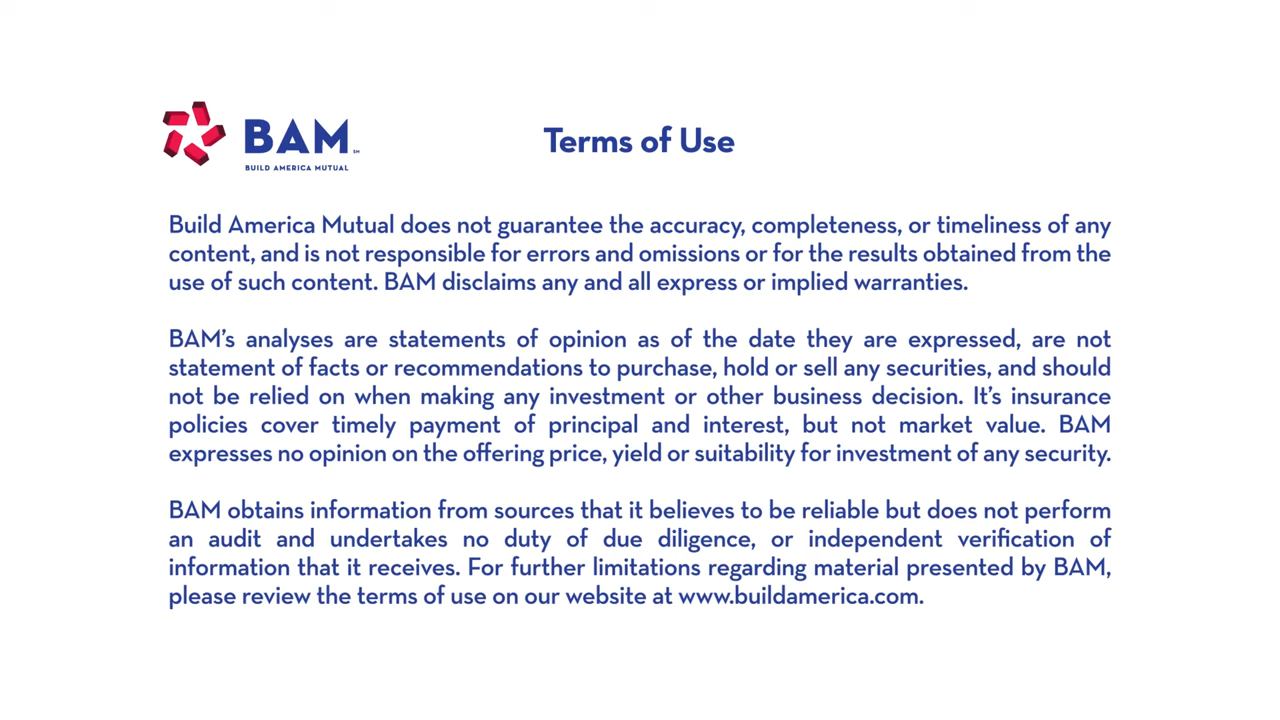 BAM
SM
BUILD AMERICA MUTUAL
Terms of Use
Build America Mutual does not guarantee the accuracy, completeness, or timeliness of any
content, and is not responsible for errors and omissions or for the results obtained from the
use of such content. BAM disclaims any and all express or implied warranties.
BAM’s analyses are statements of opinion as of the date they are expressed, are not
statement of facts or recommendations to purchase, hold or sell any securities, and should
not be relied on when making any investment or other business decision. It’s insurance
policies cover timely payment of principal and interest, but not market value. BAM
expresses no opinion on the offering price, yield or suitability for investment of any security.
BAM obtains information from sources that it believes to be reliable but does not perform
an audit and undertakes no duty of due diligence, or independent verification of
information that it receives. For further limitations regarding material presented by BAM,
please review the terms of use on our website at www.buildamerica.com.